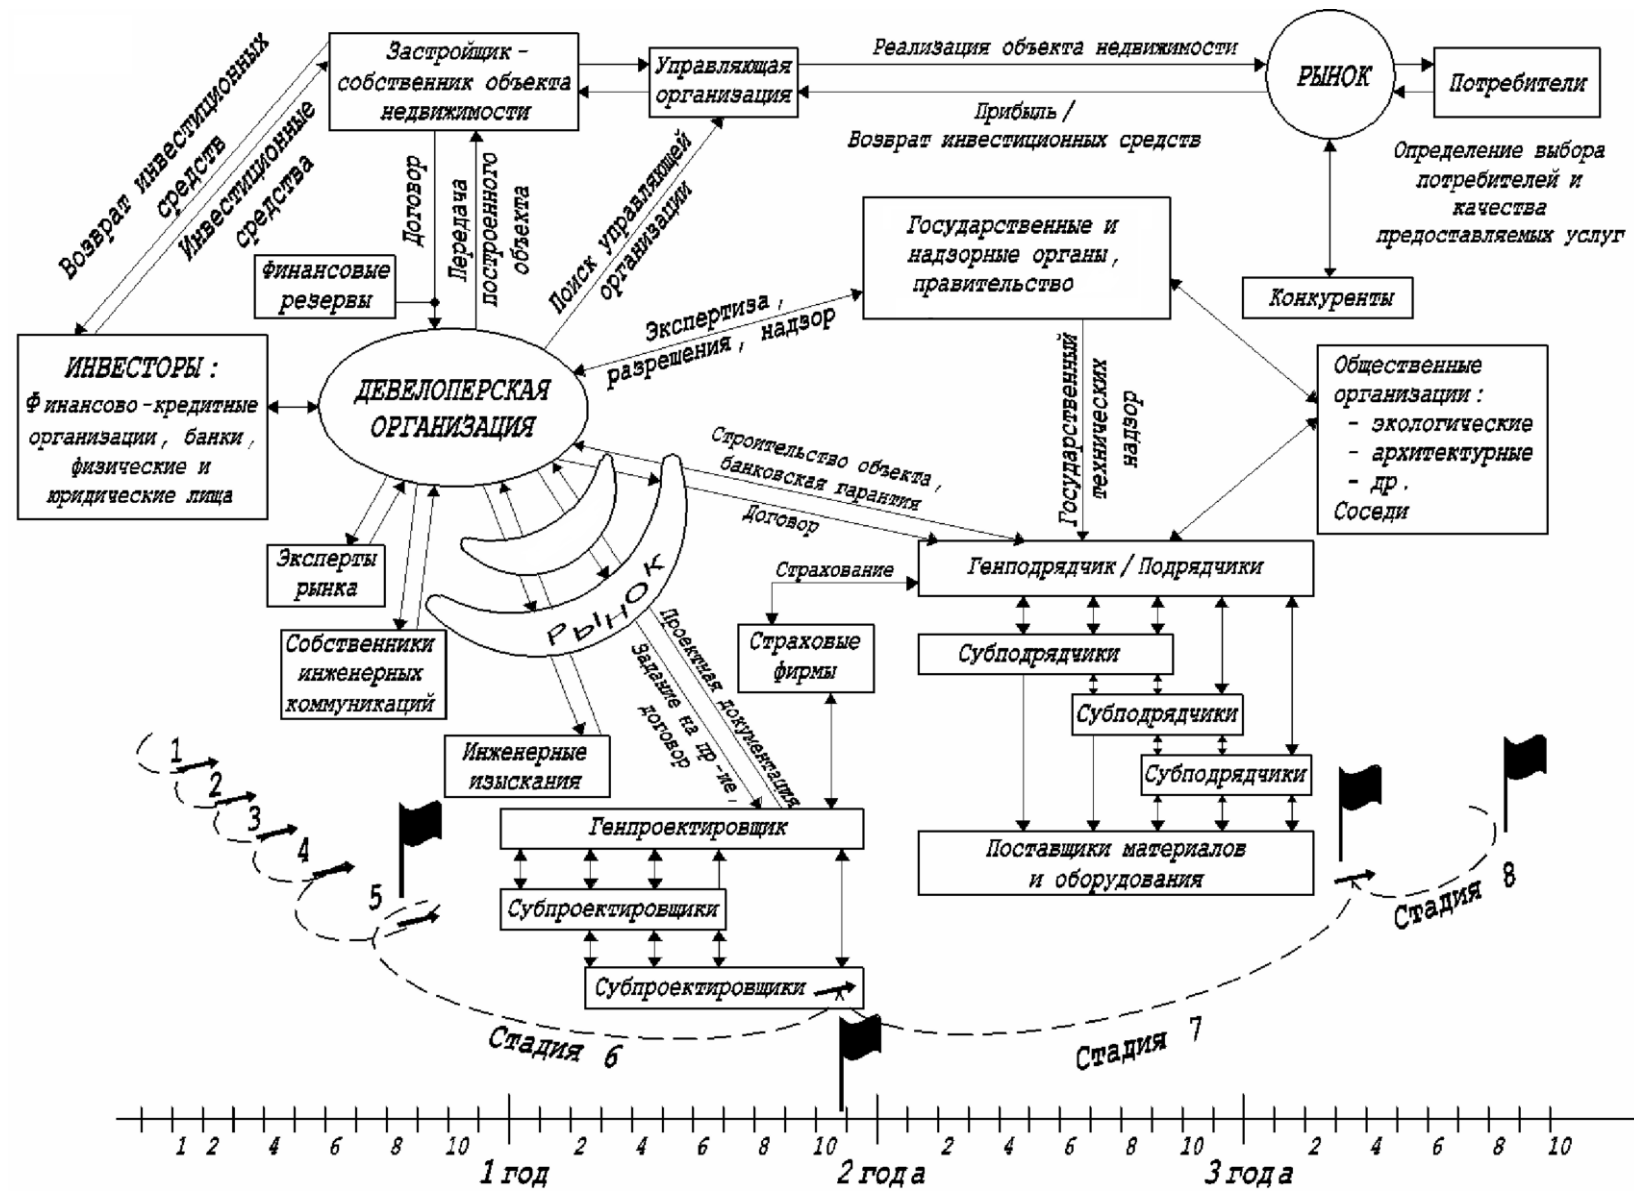 Застройщик –
собственник объекта
недвижимости
Управляющая
организация
Реализация объекта недвижимости
РЫНОК
Потребители
Прибыль /
Возврат инвестиционных средств
Определение выбора
потребителей и
качества
предоставляемых услуг
Возврат инвестиционных
средств
Инвестиционные
средства
Договор
Передача
построенного
объекта
Поиск управляющей
организации
Финансовые
резервы
Государственные и
надзорные органы,
правительство
Конкуренты
Экспертиза,
разрешения, надзор
ИНВЕСТОРЫ:
Финансово-кредитные
организации, банки,
физические и
юридические лица
ДЕВЕЛОПЕРСКАЯ
ОРГАНИЗАЦИЯ
Государственный
технических
надзор
Общественные
организации:
- экологические
- архитектурные
- др.
Соседи
Строительство объекта,
банковская гарантия
Договор
Эксперты
рынка
РЫНОК
Страхование
Генподрядчик / Подрядчики
Собственники
инженерных
коммуникаций
Страховые
фирмы
Субподрядчики
Субподрядчики
Субподрядчики
Поставщики материалов
и оборудования
Проектная документация
Задание на пр-ие,
договор
Инженерные
изыскания
Генпроектировщик
Субпроектировщики
Субпроектировщики
1
2
3
4
5
Стадия 6
Стадия 7
Стадия 8
1 2 4 8 10 2 4 6 10 2 4 8 10 2 4 8 10
1 год 2 года 3 года